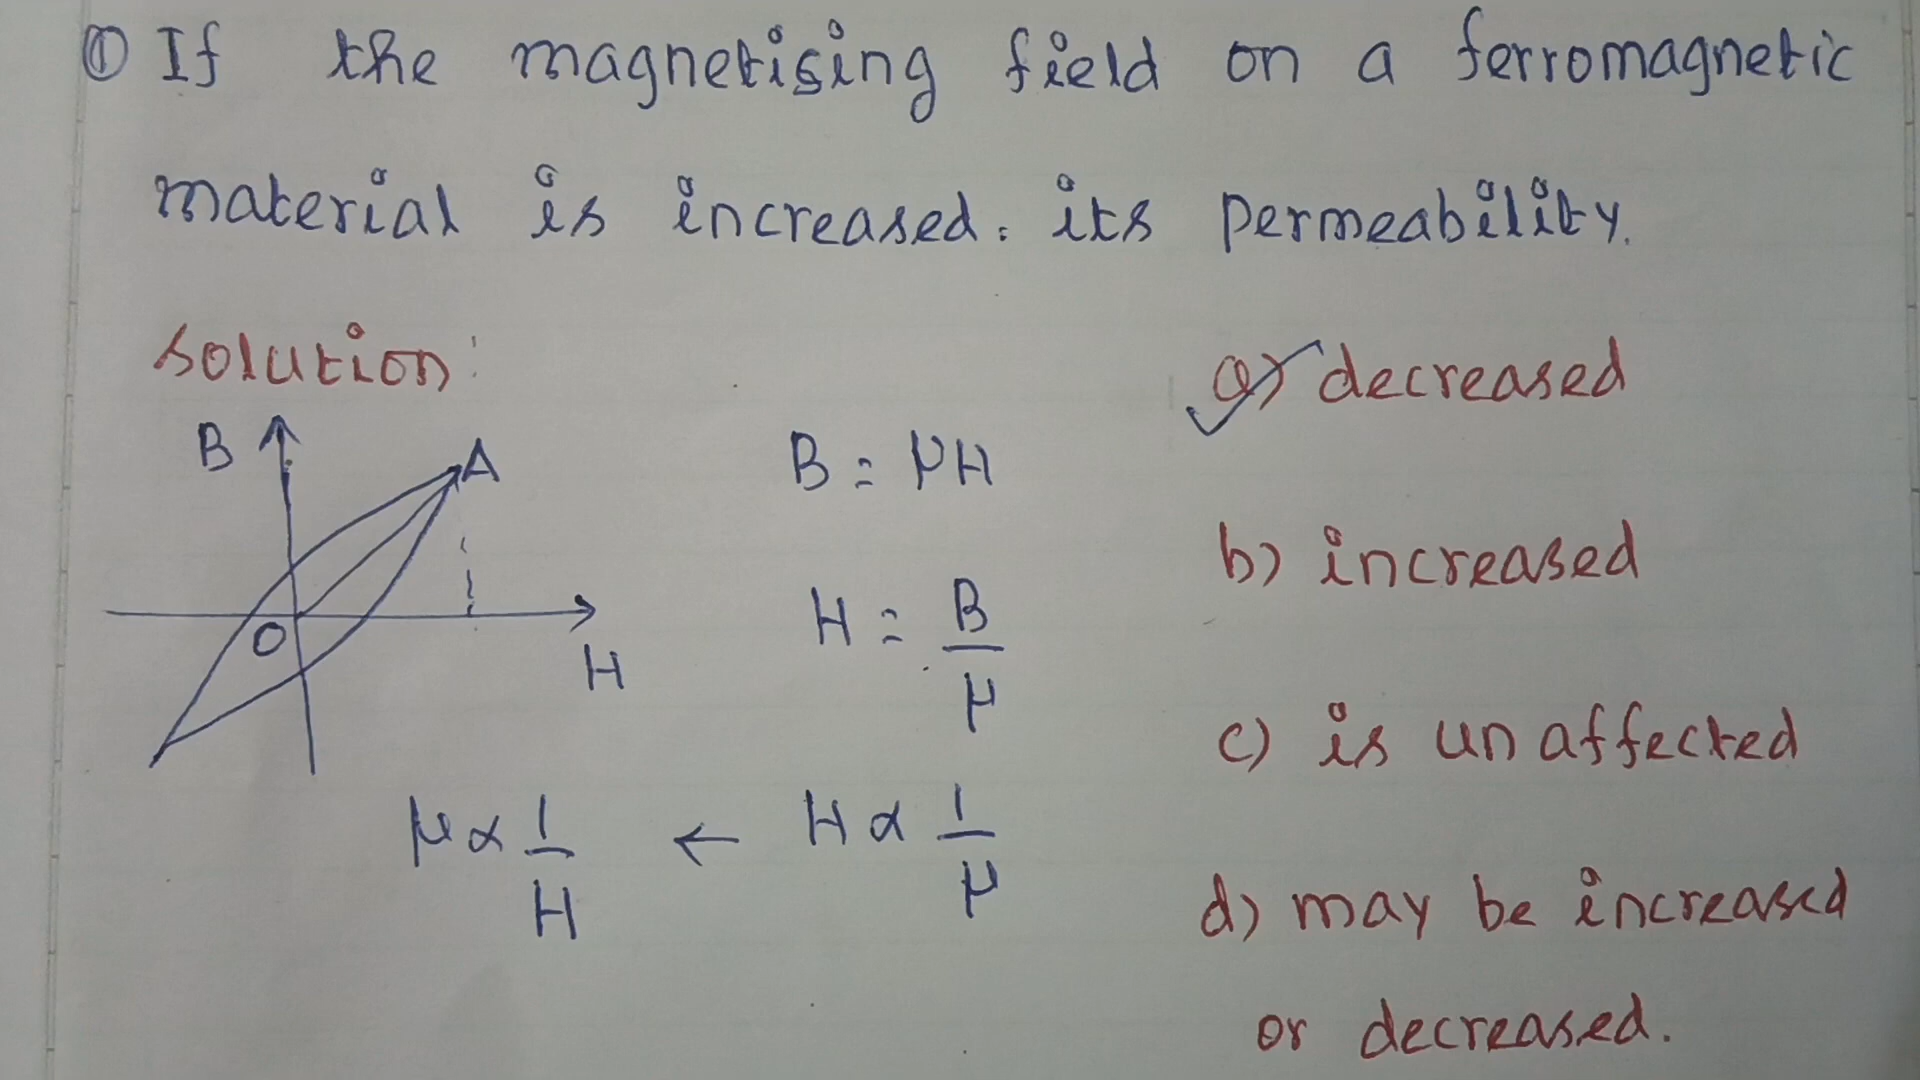 ① If the magnetising field on a ferromagnetic
material is increased. its permeability.
solution:
a) decreased
B
A
B = μH
b) increased
H = B/μ
O
H
c) is unaffected
μ ∝ 1/H ← H ∝ 1/μ
d) may be increased
or decreased.